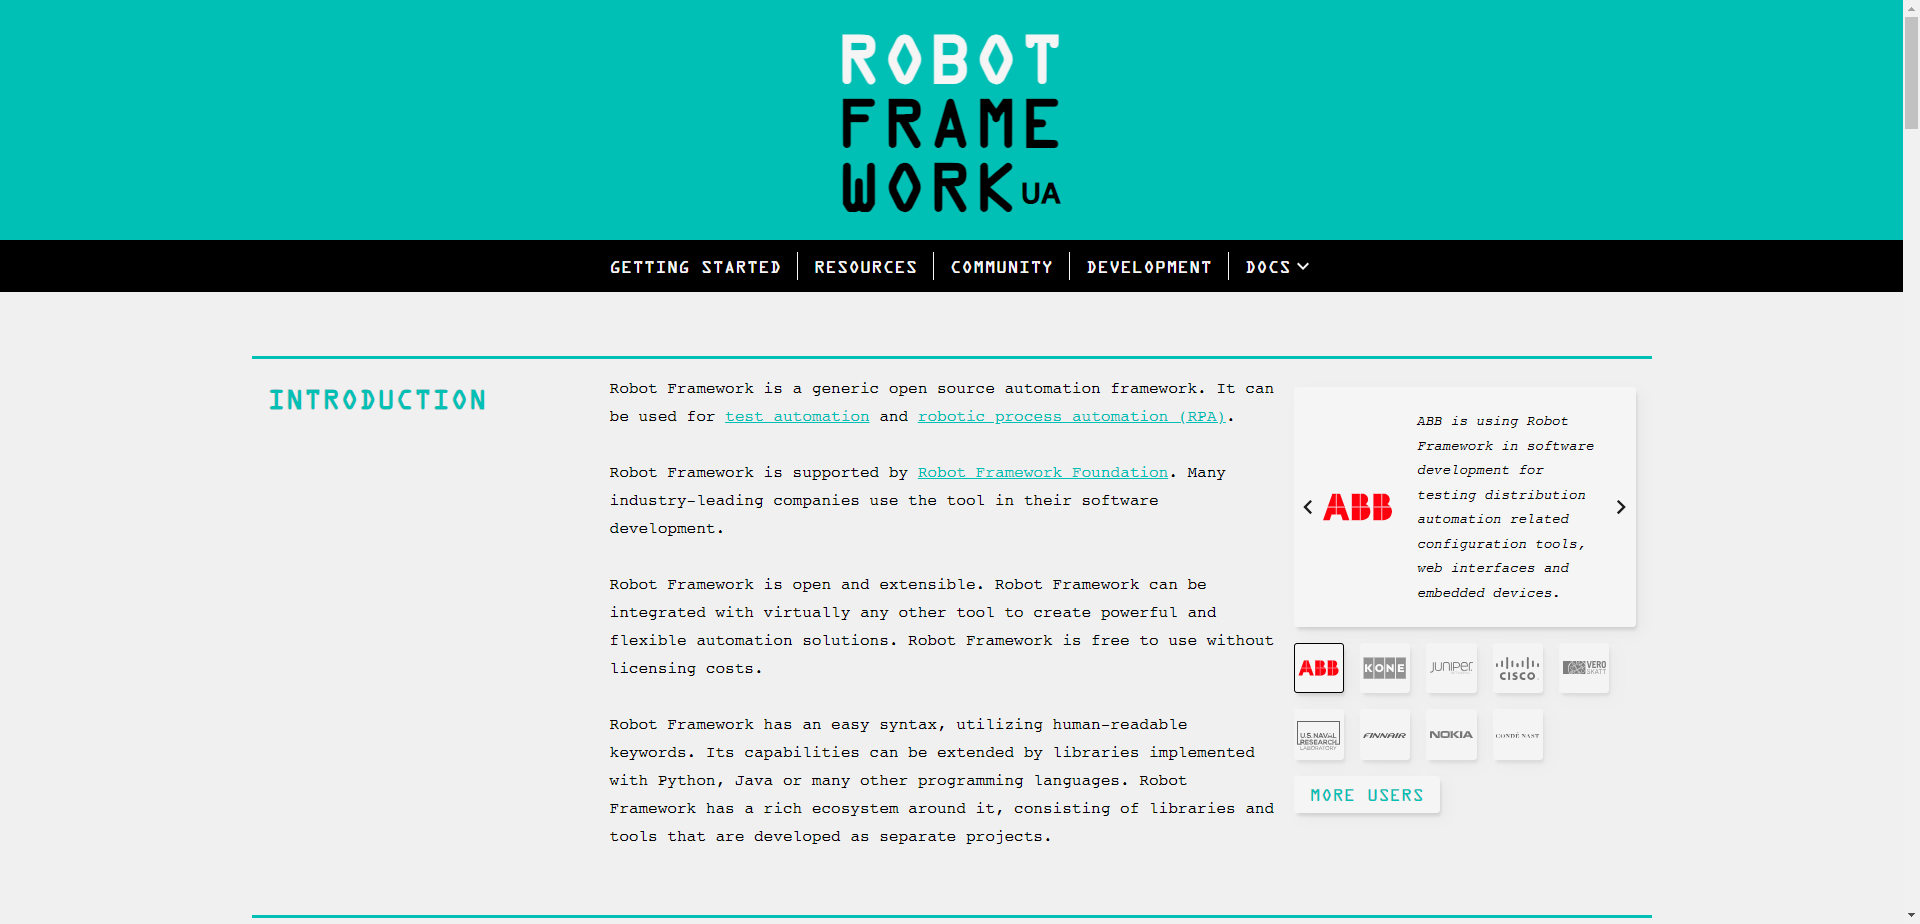 ROBOT
FRAME
WORK UA
GETTING STARTED
RESOURCES
COMMUNITY
DEVELOPMENT
DOCS
INTRODUCTION
Robot Framework is a generic open source automation framework. It can
be used for test automation and robotic process automation (RPA).
Robot Framework is supported by Robot Framework Foundation. Many
industry-leading companies use the tool in their software
development.
Robot Framework is open and extensible. Robot Framework can be
integrated with virtually any other tool to create powerful and
flexible automation solutions. Robot Framework is free to use without
licensing costs.
Robot Framework has an easy syntax, utilizing human-readable
keywords. Its capabilities can be extended by libraries implemented
with Python, Java or many other programming languages. Robot
Framework has a rich ecosystem around it, consisting of libraries and
tools that are developed as separate projects.
ABB
ABB is using Robot
Framework in software
development for
testing distribution
automation related
configuration tools,
web interfaces and
embedded devices.
ABB
KONE
JUNIPER
CISCO
VERO
SKATT
U.S. NAVAL
RESEARCH
LABORATORY
FINNAIR
NOKIA
CONDÉ NAST
MORE USERS